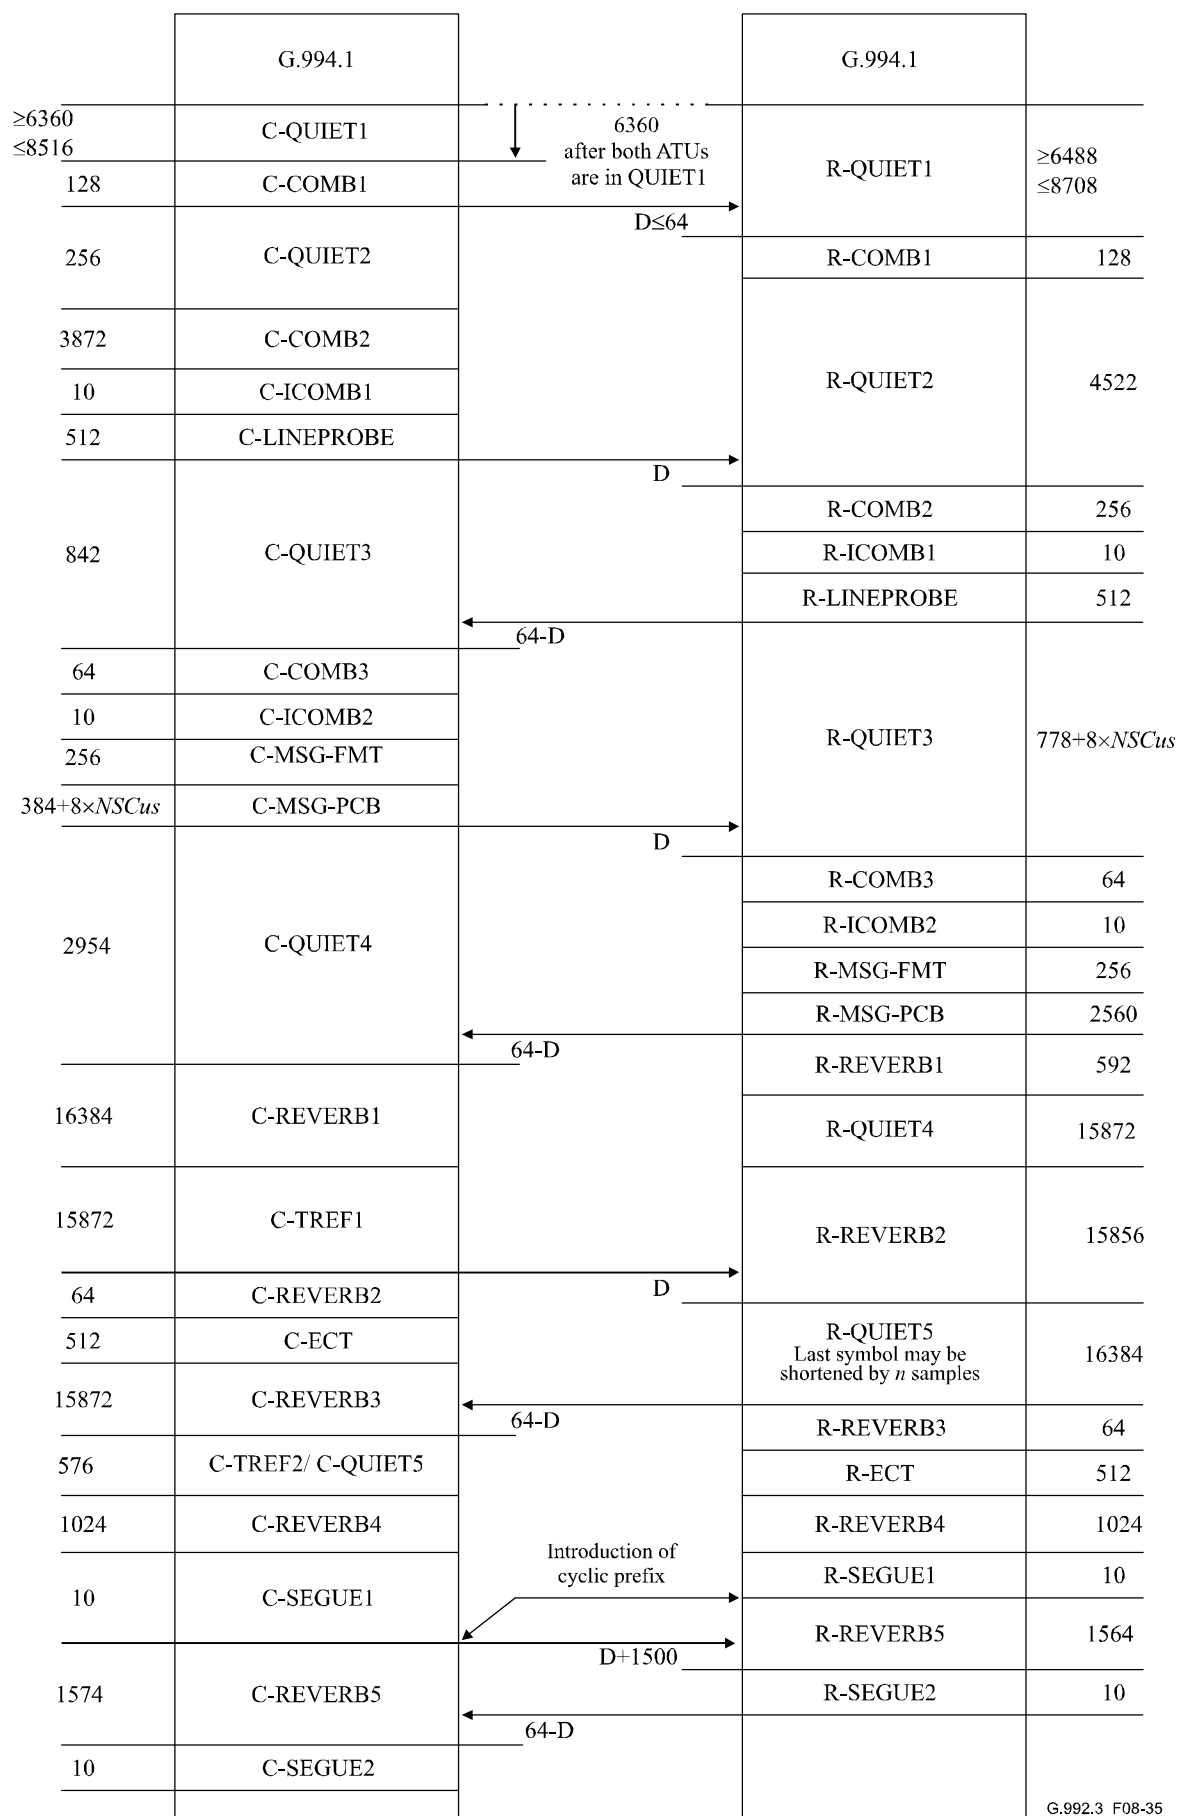 G.994.1
G.994.1
≥6360
≤8516
C-QUIET1
6360
after both ATUs
are in QUIET1
R-QUIET1
≥6488
≤8708
128
C-COMB1
D≤64
256
C-QUIET2
R-COMB1
128
3872
C-COMB2
R-QUIET2
4522
10
C-ICOMB1
512
C-LINEPROBE
D
842
C-QUIET3
R-COMB2
256
R-ICOMB1
10
R-LINEPROBE
512
64-D
64
C-COMB3
10
C-ICOMB2
R-QUIET3
778+8×NSCus
256
C-MSG-FMT
384+8×NSCus
C-MSG-PCB
D
2954
C-QUIET4
R-COMB3
64
R-ICOMB2
10
R-MSG-FMT
256
R-MSG-PCB
2560
64-D
R-REVERB1
592
16384
C-REVERB1
R-QUIET4
15872
15872
C-TREF1
R-REVERB2
15856
D
64
C-REVERB2
512
C-ECT
R-QUIET5
Last symbol may be
shortened by n samples
16384
15872
C-REVERB3
64-D
R-REVERB3
64
576
C-TREF2/ C-QUIET5
R-ECT
512
1024
C-REVERB4
R-REVERB4
1024
Introduction of
cyclic prefix
10
C-SEGUE1
R-SEGUE1
10
R-REVERB5
1564
D+1500
1574
C-REVERB5
R-SEGUE2
10
64-D
10
C-SEGUE2
G.992.3_F08-35